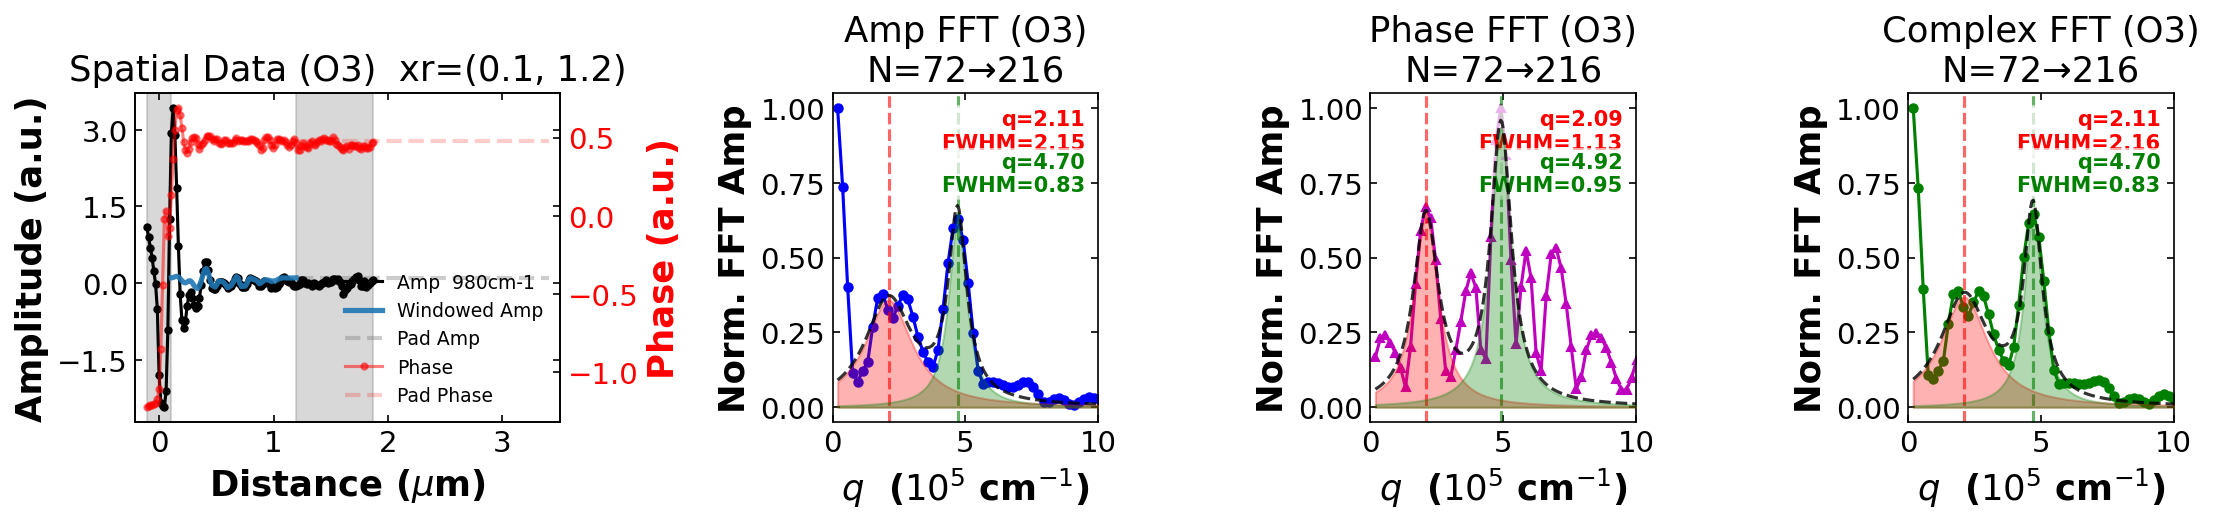 Spatial Data (O3)  xr=(0.1, 1.2)
Amplitude (a.u.)
3.0
1.5
0.0
−1.5
0
1
2
3
Distance (μm)
0.5
0.0
−0.5
−1.0
Phase (a.u.)
Amp  980cm-1
Windowed Amp
Pad Amp
Phase
Pad Phase
Amp FFT (O3)
N=72→216
Norm. FFT Amp
1.00
0.75
0.50
0.25
0.00
0
5
10
q (10⁵ cm⁻¹)
q=2.11
FWHM=2.15
q=4.70
FWHM=0.83
Phase FFT (O3)
N=72→216
Norm. FFT Amp
1.00
0.75
0.50
0.25
0.00
0
5
10
q (10⁵ cm⁻¹)
q=2.09
FWHM=1.13
q=4.92
FWHM=0.95
Complex FFT (O3)
N=72→216
Norm. FFT Amp
1.00
0.75
0.50
0.25
0.00
0
5
10
q (10⁵ cm⁻¹)
q=2.11
FWHM=2.16
q=4.70
FWHM=0.83